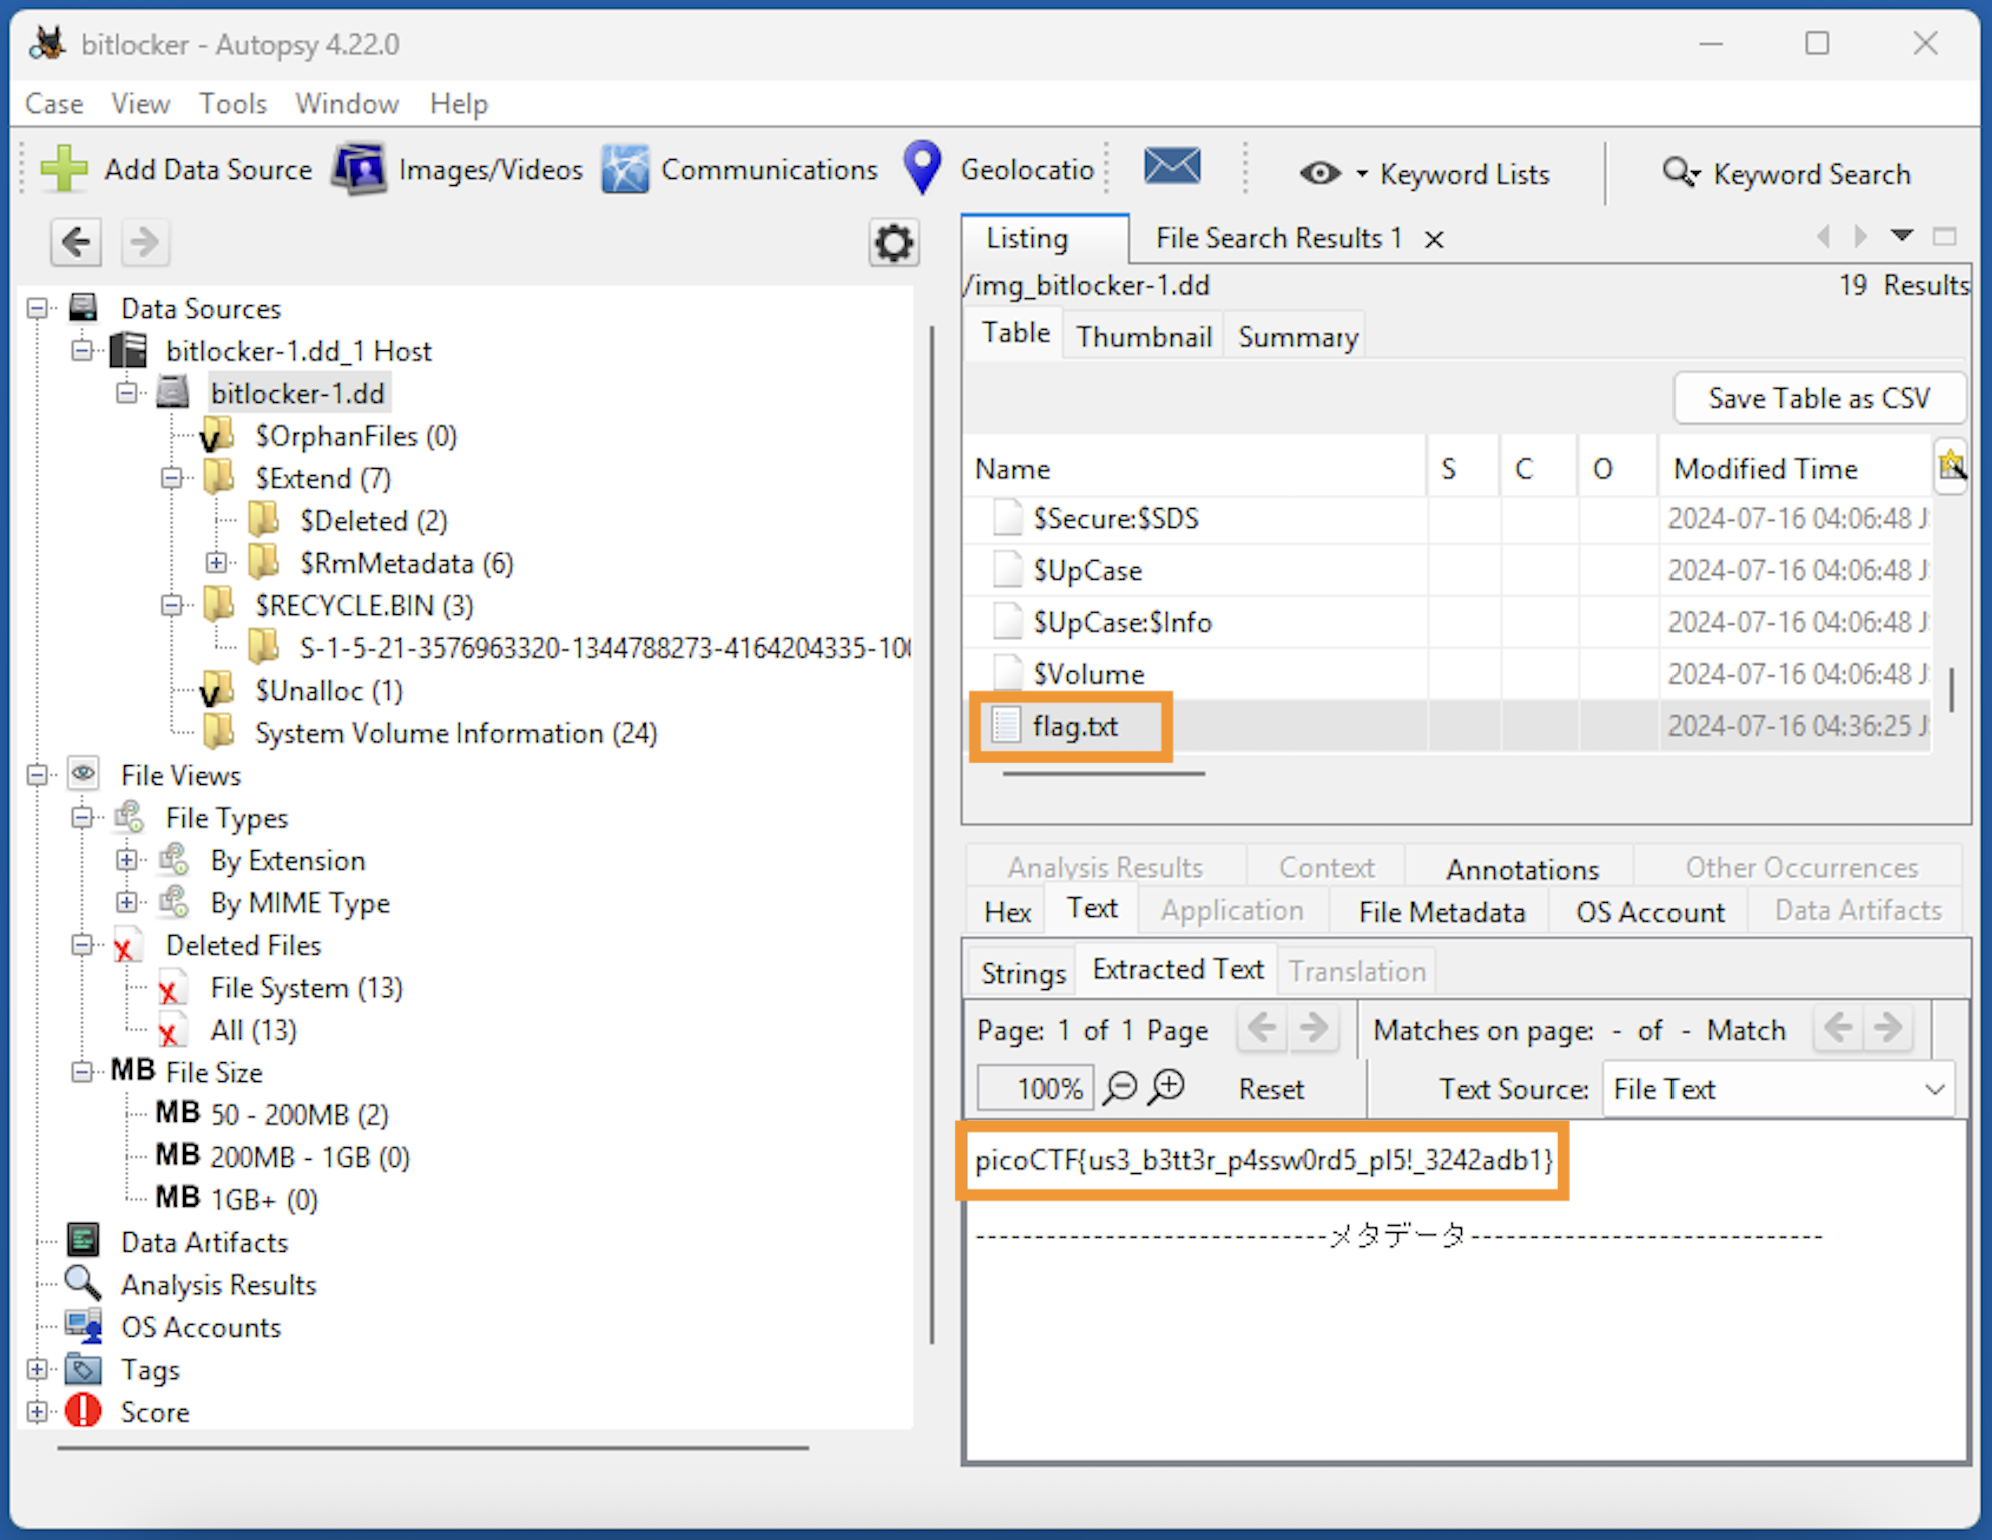 bitlocker - Autopsy 4.22.0
Case View Tools Window Help
Add Data Source Images/Videos Communications Geolocatio Keyword Lists Keyword Search
Data Sources
bitlocker-1.dd_1 Host
bitlocker-1.dd
$OrphanFiles (0)
$Extend (7)
$Deleted (2)
$RmMetadata (6)
$RECYCLE.BIN (3)
S-1-5-21-3576963320-1344788273-4164204335-100
$Unalloc (1)
System Volume Information (24)
File Views
File Types
By Extension
By MIME Type
Deleted Files
File System (13)
All (13)
MB File Size
MB 50 - 200MB (2)
MB 200MB - 1GB (0)
MB 1GB+ (0)
Data Artifacts
Analysis Results
OS Accounts
Tags
Score
Listing File Search Results 1
/img_bitlocker-1.dd 19 Results
Table Thumbnail Summary
Save Table as CSV
Name S C O Modified Time
$Secure:$SDS 2024-07-16 04:06:48 J
$UpCase 2024-07-16 04:06:48 J
$UpCase:$Info 2024-07-16 04:06:48 J
$Volume 2024-07-16 04:06:48 J
flag.txt 2024-07-16 04:36:25 J
Analysis Results Context Annotations Other Occurrences
Hex Text Application File Metadata OS Account Data Artifacts
Strings Extracted Text Translation
Page: 1 of 1 Page Matches on page: - of - Match
100% Reset Text Source: File Text
picoCTF{us3_b3tt3r_p4ssw0rd5_pl5!_3242adb1}
------------------------------メタデータ------------------------------